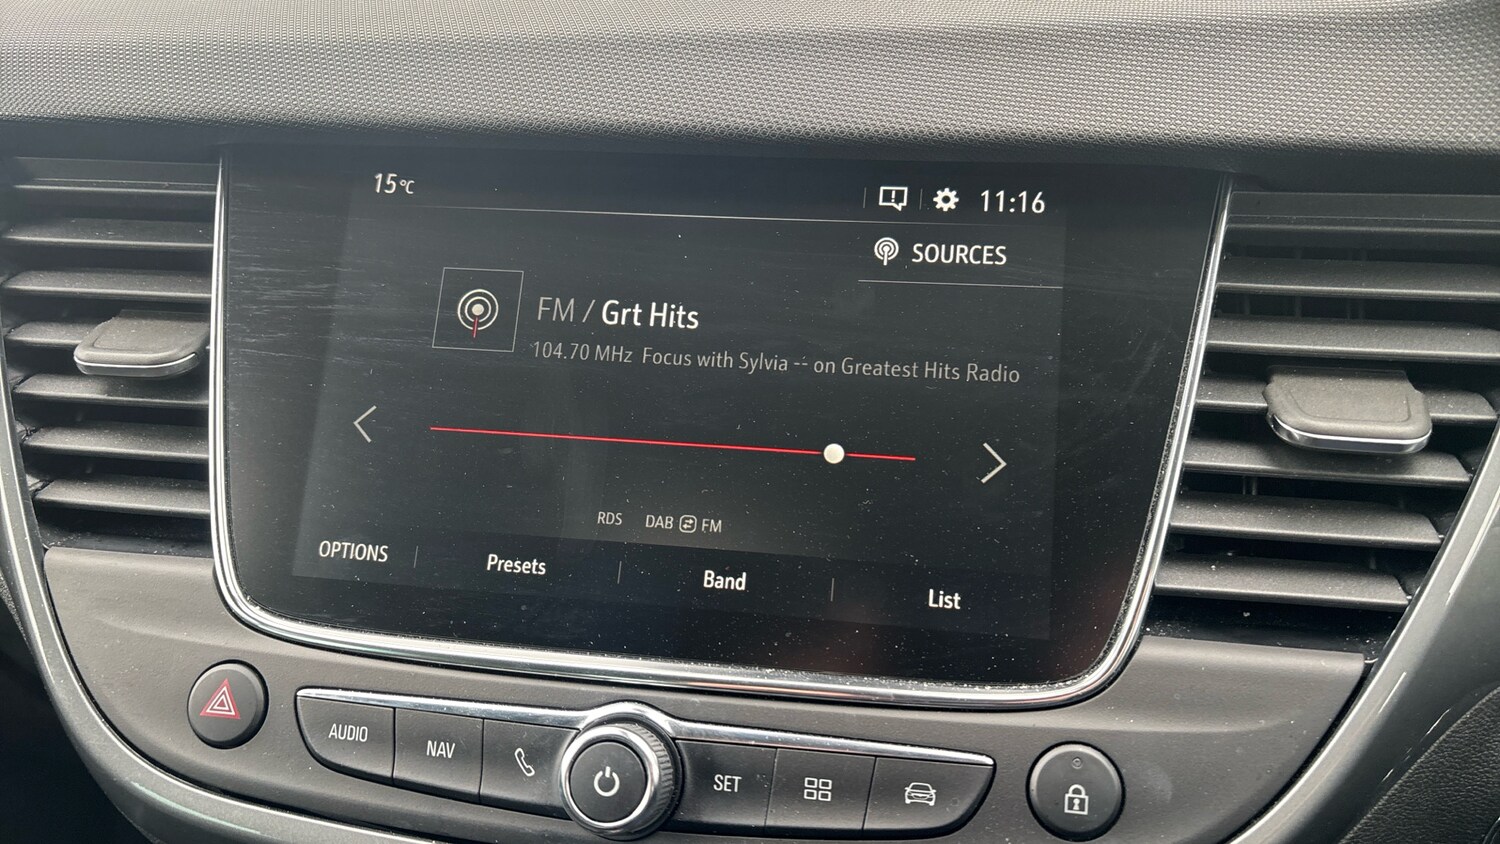 15°C
11:16
SOURCES
FM / Grt Hits
104.70 MHz Focus with Sylvia -- on Greatest Hits Radio
RDS DAB FM
OPTIONS Presets Band List
AUDIO NAV SET